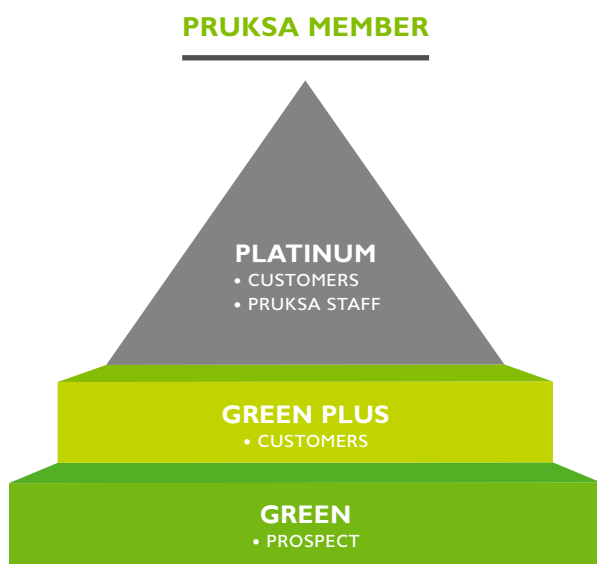 PRUKSA MEMBER
PLATINUM
• CUSTOMERS
• PRUKSA STAFF
GREEN PLUS
• CUSTOMERS
GREEN
• PROSPECT